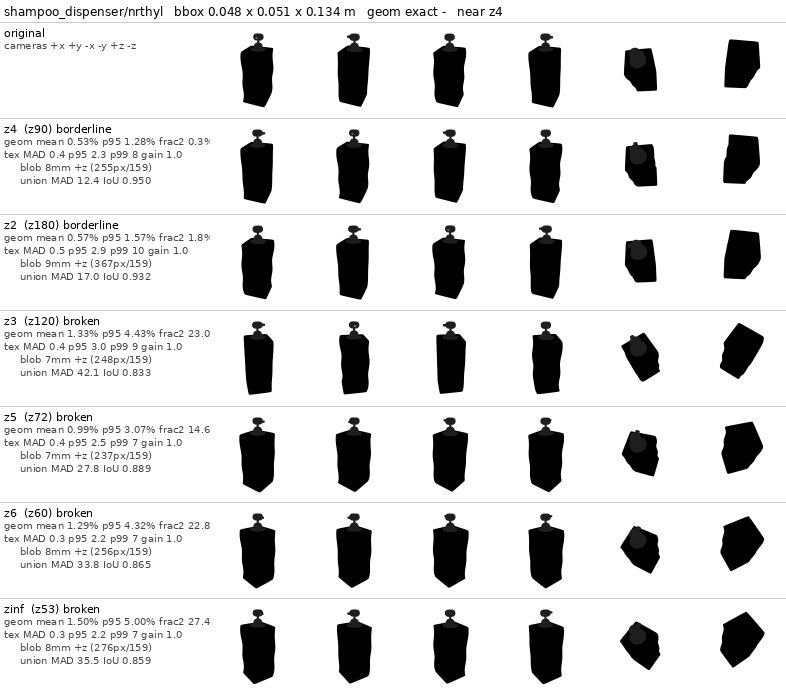 shampoo_dispenser/nrthyl   bbox 0.048 x 0.051 x 0.134 m   geom exact -   near z4
original
cameras +x +y -x -y +z -z
z4  (z90) borderline
geom mean 0.53% p95 1.28% frac2 0.3%
tex MAD 0.4 p95 2.3 p99 8 gain 1.0
blob 8mm +z (255px/159)
union MAD 12.4 IoU 0.950
z2  (z180) borderline
geom mean 0.57% p95 1.57% frac2 1.8%
tex MAD 0.5 p95 2.9 p99 10 gain 1.0
blob 9mm +z (367px/159)
union MAD 17.0 IoU 0.932
z3  (z120) broken
geom mean 1.33% p95 4.43% frac2 23.0
tex MAD 0.4 p95 3.0 p99 9 gain 1.0
blob 7mm +z (248px/159)
union MAD 42.1 IoU 0.833
z5  (z72) broken
geom mean 0.99% p95 3.07% frac2 14.6
tex MAD 0.4 p95 2.5 p99 7 gain 1.0
blob 7mm +z (237px/159)
union MAD 27.8 IoU 0.889
z6  (z60) broken
geom mean 1.29% p95 4.32% frac2 22.8
tex MAD 0.3 p95 2.2 p99 7 gain 1.0
blob 8mm +z (256px/159)
union MAD 33.8 IoU 0.865
zinf  (z53) broken
geom mean 1.50% p95 5.00% frac2 27.4
tex MAD 0.3 p95 2.2 p99 7 gain 1.0
blob 8mm +z (276px/159)
union MAD 35.5 IoU 0.859